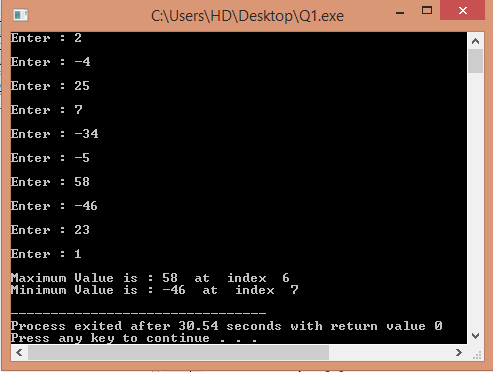 C:\Users\HD\Desktop\Q1.exe
Enter : 2
Enter : -4
Enter : 25
Enter : 7
Enter : -34
Enter : -5
Enter : 58
Enter : -46
Enter : 23
Enter : 1
Maximum Value is : 58  at  index  6
Minimum Value is : -46  at  index  7
--------------------------------
Process exited after 30.54 seconds with return value 0
Press any key to continue . . .